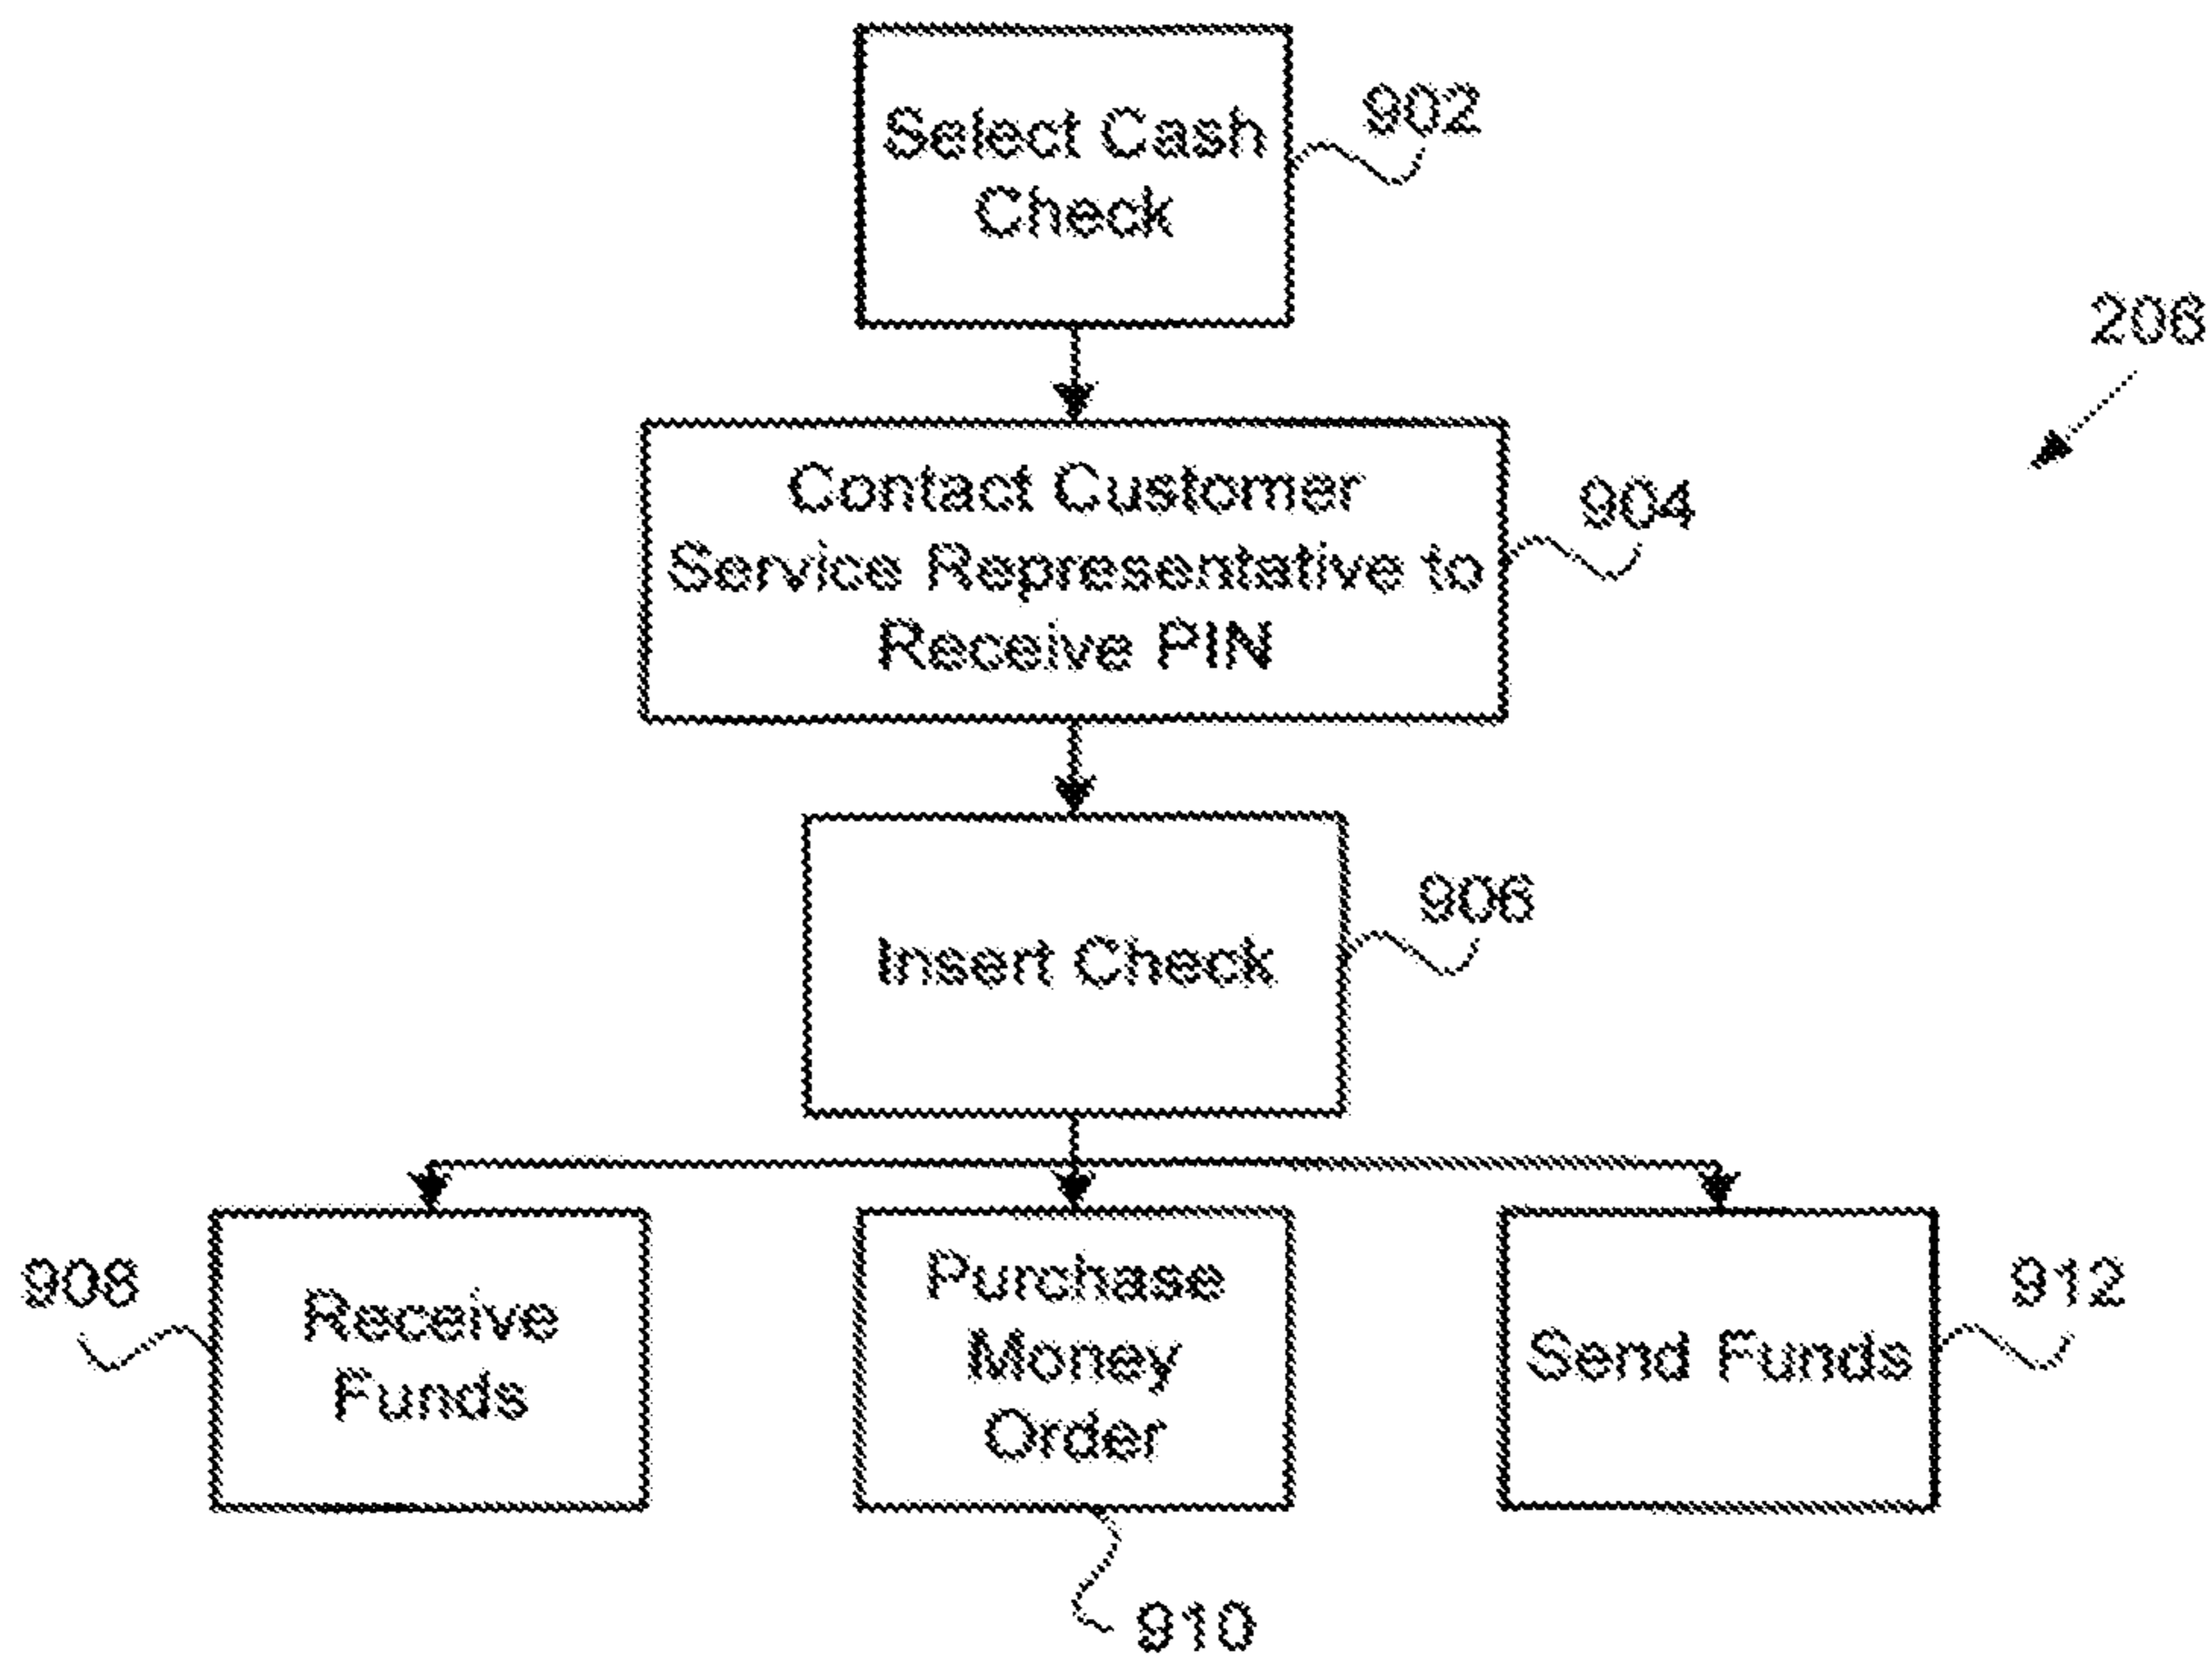 Select Cash
Check
902
206
Contact Customer
Service Representative to
Receive PIN
904
Insert Check
906
908
Receive
Funds
Purchase
Money
Order
Send Funds
912
910